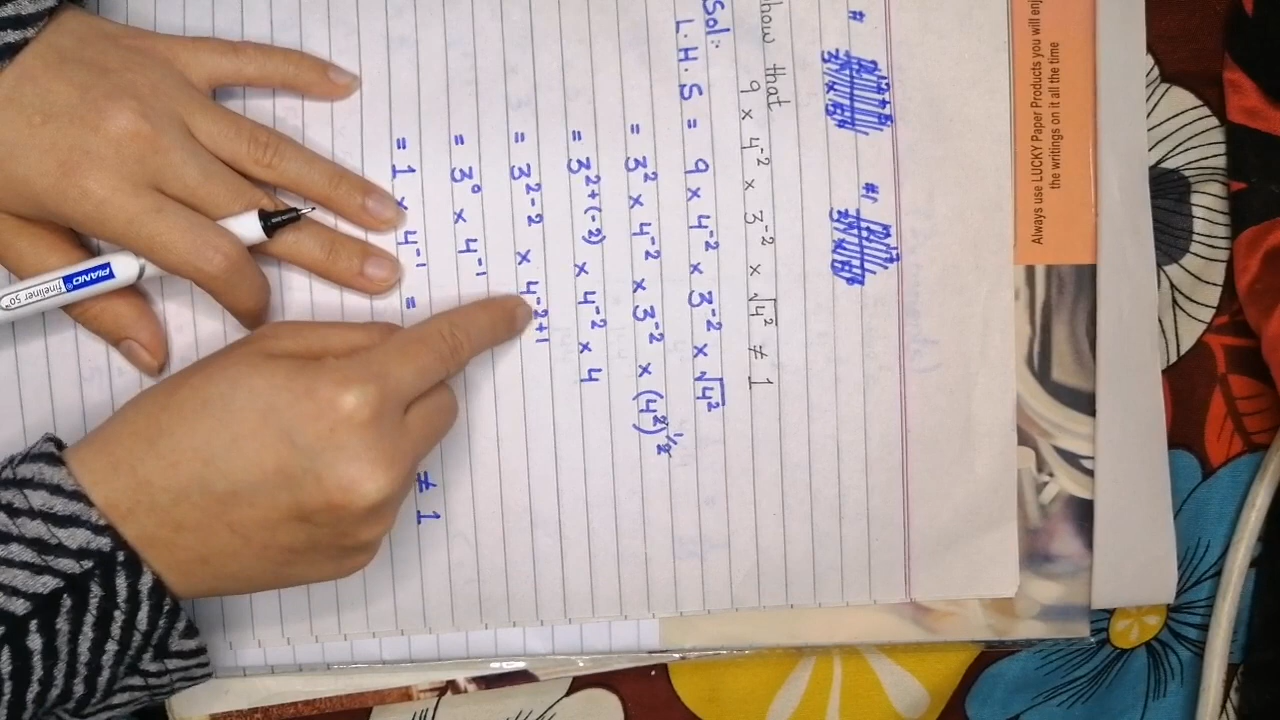 Always use LUCKY Paper Products you will enj
the writings on it all the time
# #
how that
9 × 4⁻² × 3⁻² × √4² ≠ 1
Sol:
L.H.S = 9 × 4⁻² × 3⁻² × √4²
= 3² × 4⁻² × 3⁻² × (4²)^1/2
= 3²⁺⁽⁻²⁾ × 4⁻² × 4
= 3²⁻² × 4⁻²⁺¹
= 3⁰ × 4⁻¹
= 1 × 4⁻¹ = ≠ 1
PIANO fineliner 50